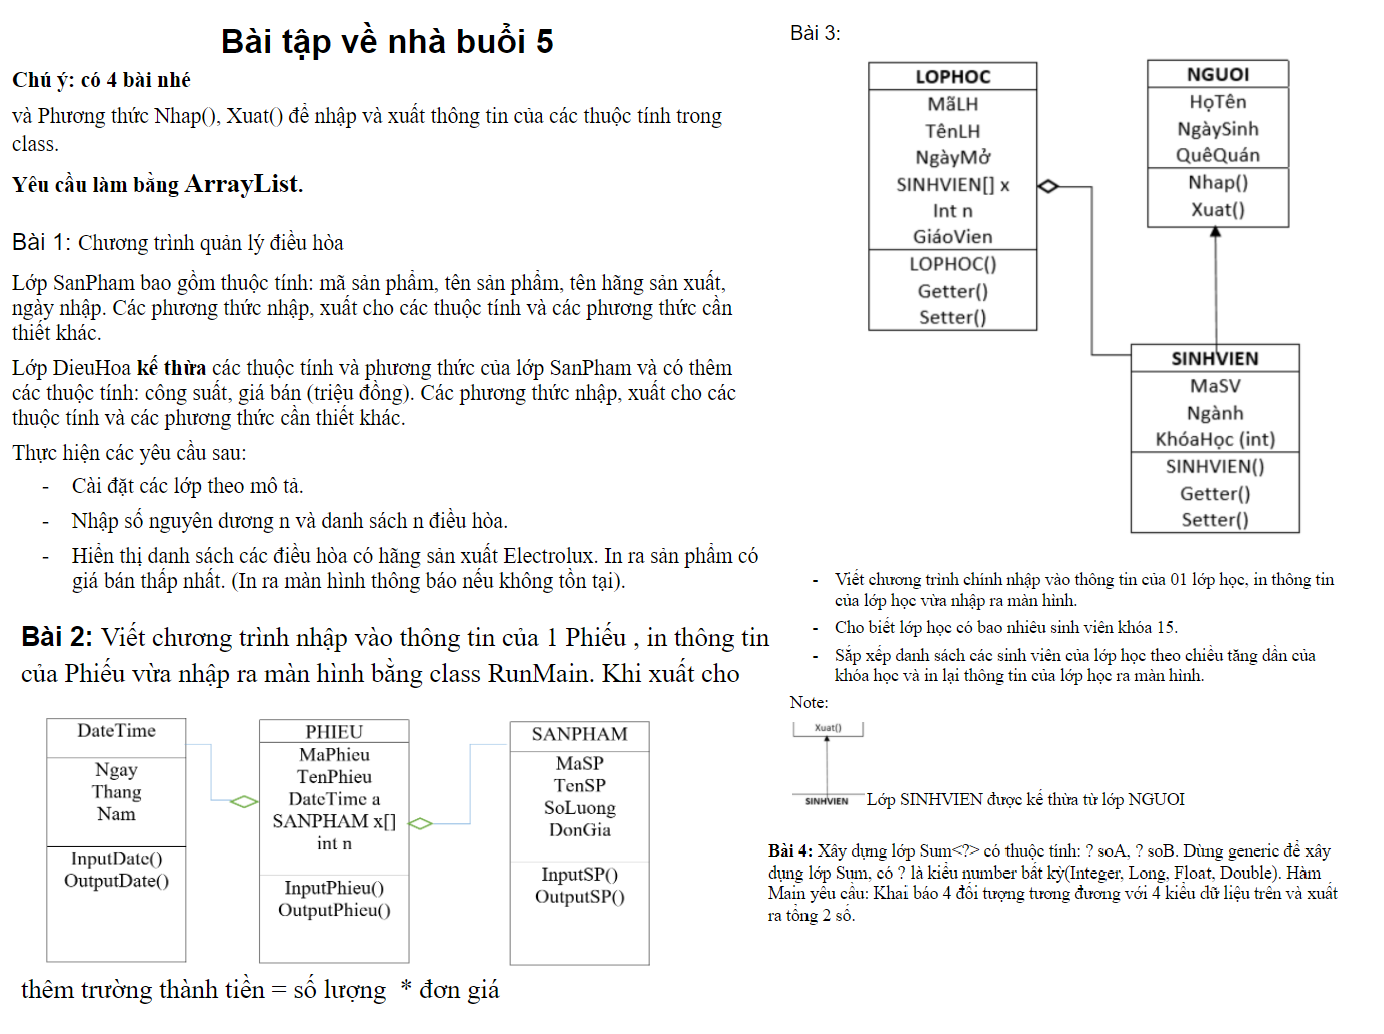 Bài tập về nhà buổi 5
Chú ý: có 4 bài nhé
và Phương thức Nhap(), Xuat() để nhập và xuất thông tin của các thuộc tính trong
class.
Yêu cầu làm bằng ArrayList.
Bài 1: Chương trình quản lý điều hòa
Lớp SanPham bao gồm thuộc tính: mã sản phẩm, tên sản phẩm, tên hãng sản xuất,
ngày nhập. Các phương thức nhập, xuất cho các thuộc tính và các phương thức cần
thiết khác.
Lớp DieuHoa kế thừa các thuộc tính và phương thức của lớp SanPham và có thêm
các thuộc tính: công suất, giá bán (triệu đồng). Các phương thức nhập, xuất cho các
thuộc tính và các phương thức cần thiết khác.
Thực hiện các yêu cầu sau:
- Cài đặt các lớp theo mô tả.
- Nhập số nguyên dương n và danh sách n điều hòa.
- Hiển thị danh sách các điều hòa có hãng sản xuất Electrolux. In ra sản phẩm có
giá bán thấp nhất. (In ra màn hình thông báo nếu không tồn tại).
Bài 2: Viết chương trình nhập vào thông tin của 1 Phiếu , in thông tin
của Phiếu vừa nhập ra màn hình bằng class RunMain. Khi xuất cho
DateTime
Ngay
Thang
Nam
InputDate()
OutputDate()
PHIEU
MaPhieu
TenPhieu
DateTime a
SANPHAM x[]
int n
InputPhieu()
OutputPhieu()
SANPHAM
MaSP
TenSP
SoLuong
DonGia
InputSP()
OutputSP()
thêm trường thành tiền = số lượng * đơn giá
Bài 3:
LOPHOC
MãLH
TênLH
NgàyMở
SINHVIEN[] x
Int n
GiáoVien
LOPHOC()
Getter()
Setter()
NGUOI
HọTên
NgàySinh
QuêQuán
Nhap()
Xuat()
SINHVIEN
MaSV
Ngành
KhóaHọc (int)
SINHVIEN()
Getter()
Setter()
- Viết chương trình chính nhập vào thông tin của 01 lớp học, in thông tin
của lớp học vừa nhập ra màn hình.
- Cho biết lớp học có bao nhiêu sinh viên khóa 15.
- Sắp xếp danh sách các sinh viên của lớp học theo chiều tăng dần của
khóa học và in lại thông tin của lớp học ra màn hình.
Note:
Xuat()
SINHVIEN Lớp SINHVIEN được kế thừa từ lớp NGUOI
Bài 4: Xây dựng lớp Sum<?> có thuộc tính: ? soA, ? soB. Dùng generic để xây
dựng lớp Sum, có ? là kiểu number bất kỳ(Integer, Long, Float, Double). Hàm
Main yêu cầu: Khai báo 4 đối tượng tương đương với 4 kiểu dữ liệu trên và xuất
ra tổng 2 số.